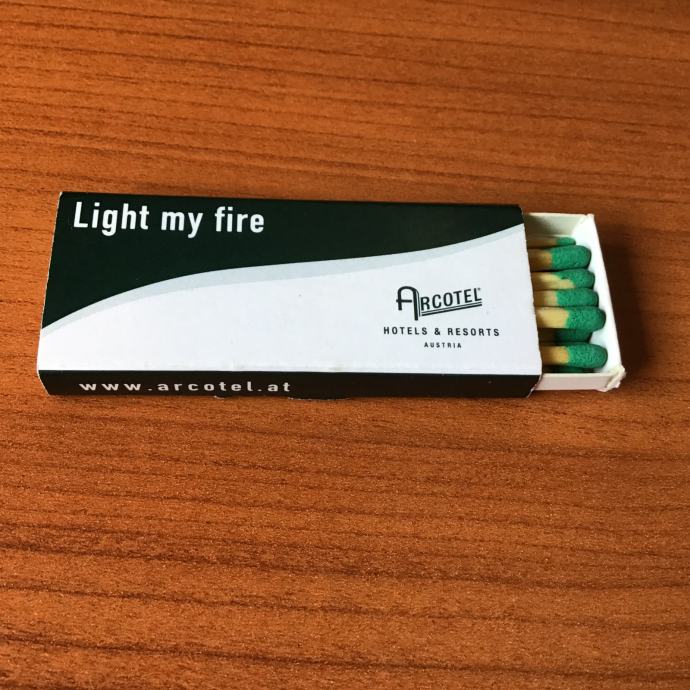 Light my fire
ARCOTEL®
HOTELS & RESORTS
AUSTRIA
www.arcotel.at